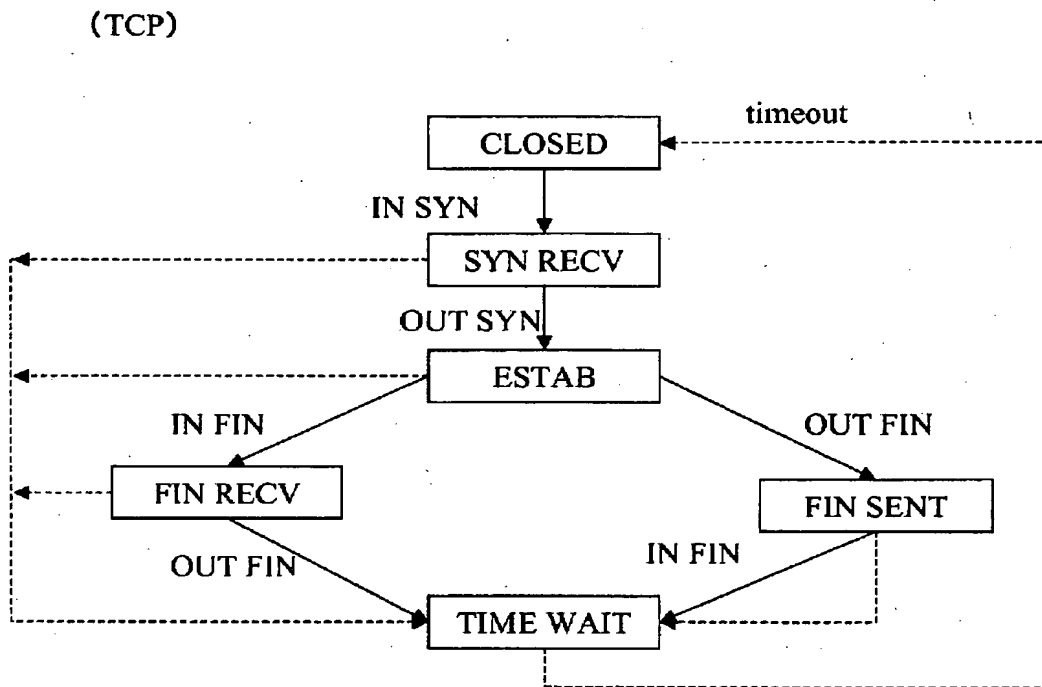 (TCP)
timeout
CLOSED
IN SYN
SYN RECV
OUT SYN
ESTAB
IN FIN
OUT FIN
FIN RECV
FIN SENT
OUT FIN
IN FIN
TIME WAIT